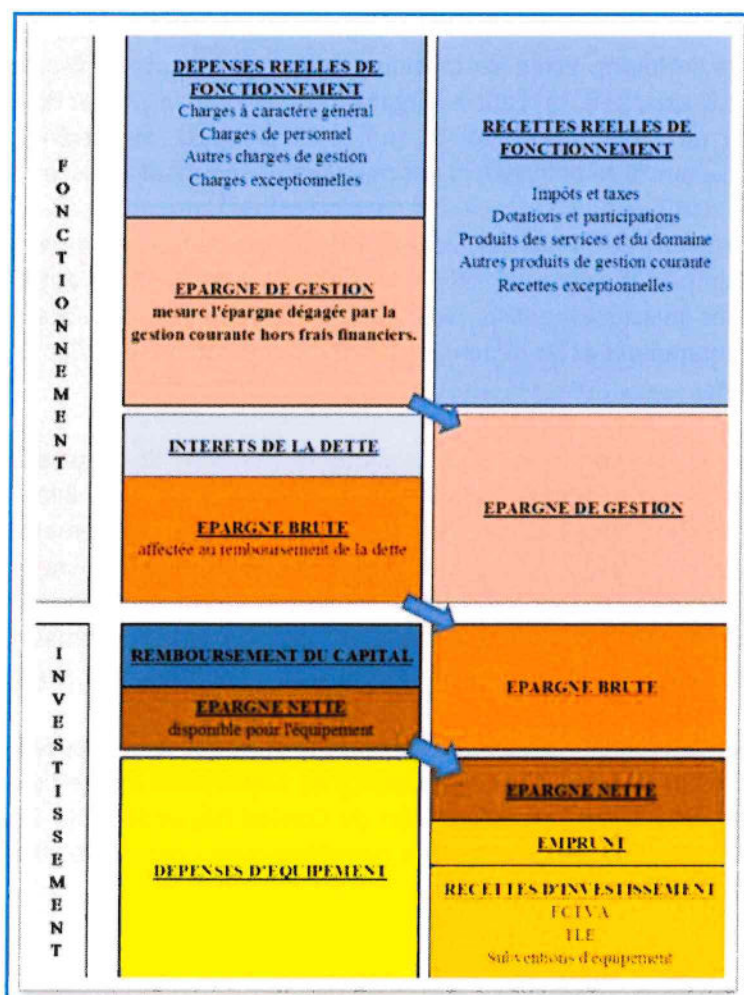 FONCTIONNEMENT
DEPENSES REELLES DE
FONCTIONNEMENT
Charges à caractère général
Charges de personnel
Autres charges de gestion
Charges exceptionnelles
RECETTES REELLES DE
FONCTIONNEMENT
Impôts et taxes
Dotations et participations
Produits des services et du domaine
Autres produits de gestion courante
Recettes exceptionnelles
EPARGNE DE GESTION
mesure l'épargne dégagée par la
gestion courante hors frais financiers.
INTERETS DE LA DETTE
EPARGNE BRUTE
affectée au remboursement de la dette
EPARGNE DE GESTION
INVESTISSEMENT
REMBOURSEMENT DU CAPITAL
EPARGNE NETTE
disponible pour l'équipement
EPARGNE BRUTE
DEPENSES D'EQUIPEMENT
EPARGNE NETTE
EMPRUNT
RECETTES D'INVESTISSEMENT
FCTVA
TLE
Subventions d'équipement